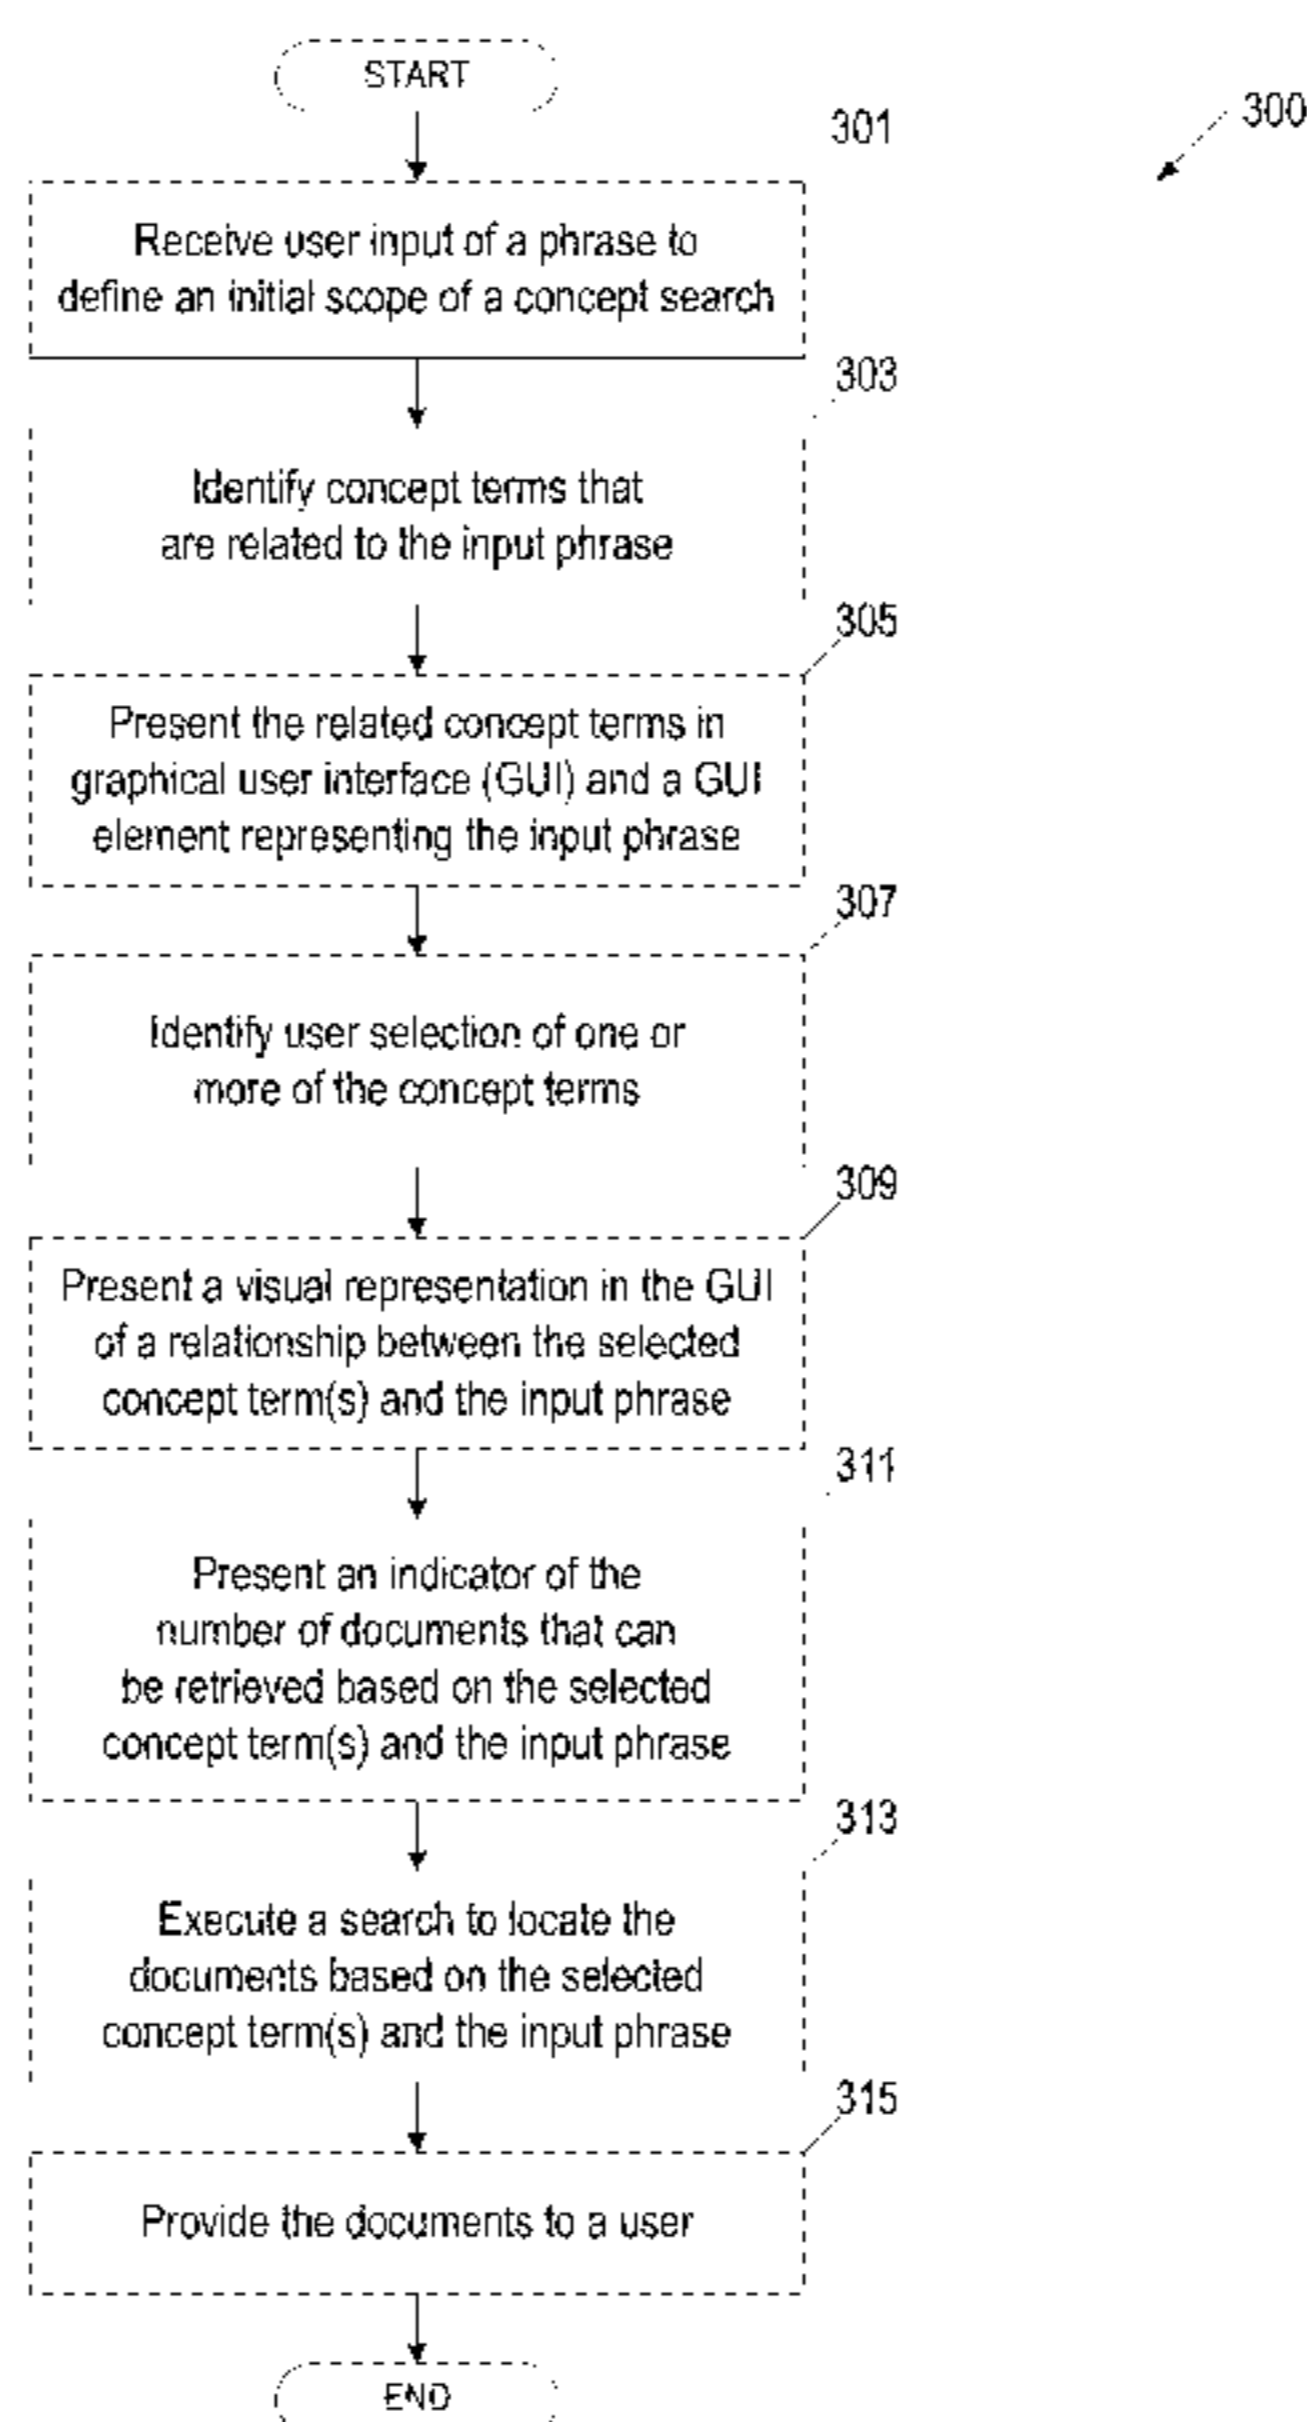 START
300
301
Receive user input of a phrase to
define an initial scope of a concept search
303
Identify concept terms that
are related to the input phrase
305
Present the related concept terms in
graphical user interface (GUI) and a GUI
element representing the input phrase
307
Identify user selection of one or
more of the concept terms
309
Present a visual representation in the GUI
of a relationship between the selected
concept term(s) and the input phrase
311
Present an indicator of the
number of documents that can
be retrieved based on the selected
concept term(s) and the input phrase
313
Execute a search to locate the
documents based on the selected
concept term(s) and the input phrase
315
Provide the documents to a user
END